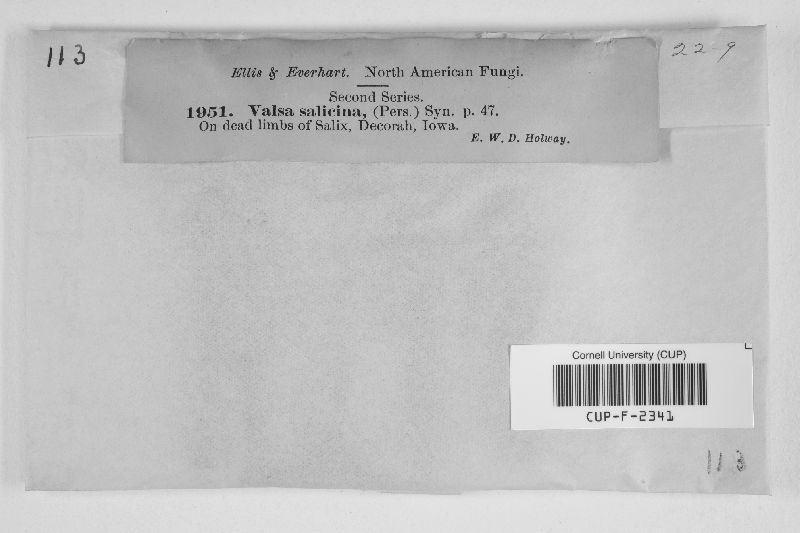 113
22-9
Ellis & Everhart. North American Fungi.
Second Series.
1951. Valsa salicina, (Pers.) Syn. p. 47.
On dead limbs of Salix, Decorah, Iowa.
E. W. D. Holway.
Cornell University (CUP)
CUP-F-2341